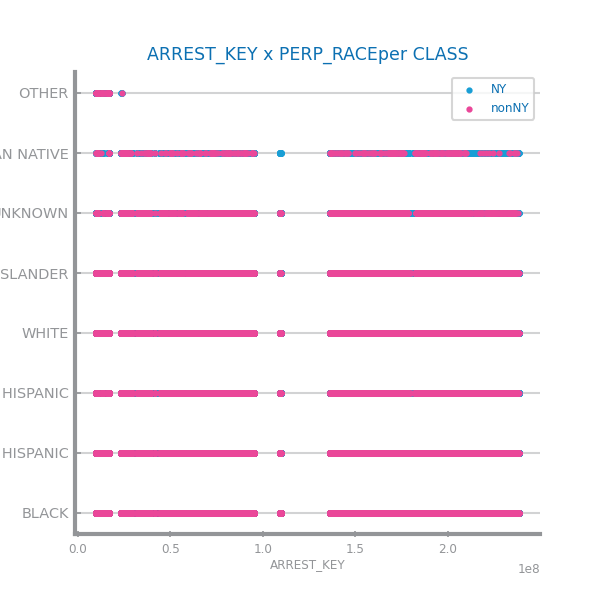 ARREST_KEY x PERP_RACEper CLASS
NY
nonNY
OTHER
AN NATIVE
UNKNOWN
SLANDER
WHITE
HISPANIC
HISPANIC
BLACK
0.0 0.5 1.0 1.5 2.0
ARREST_KEY
1e8